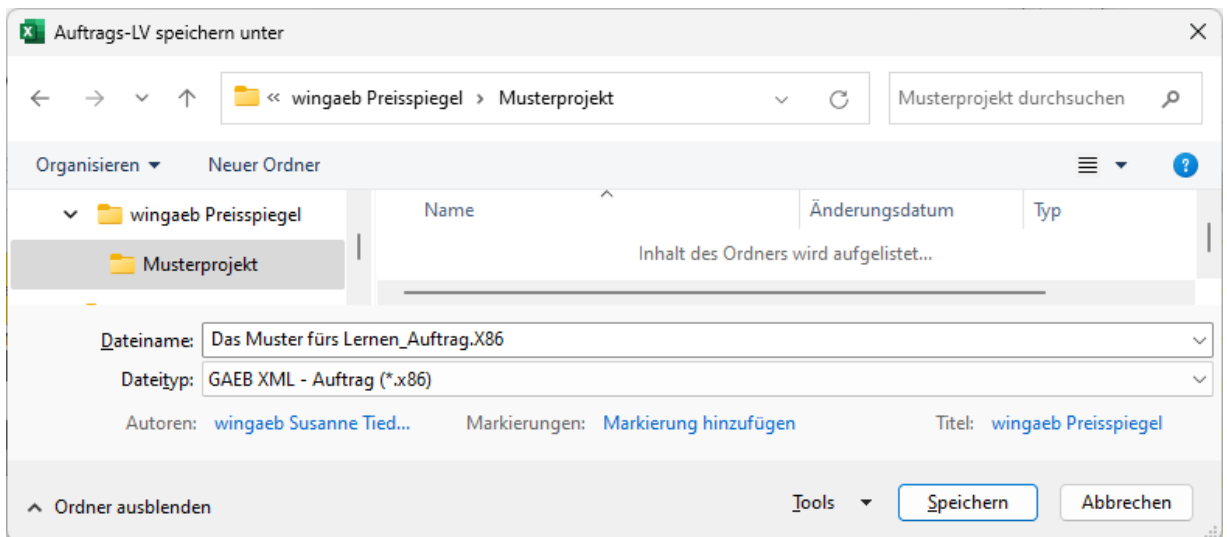 Auftrags-LV speichern unter
« wingaeb Preisspiegel › Musterprojekt
Musterprojekt durchsuchen
Organisieren Neuer Ordner
wingaeb Preisspiegel
Musterprojekt
Name Änderungsdatum Typ
Inhalt des Ordners wird aufgelistet...
Dateiname: Das Muster fürs Lernen_Auftrag.X86
Dateityp: GAEB XML - Auftrag (*.x86)
Autoren: wingaeb Susanne Tied... Markierungen: Markierung hinzufügen Titel: wingaeb Preisspiegel
Ordner ausblenden Tools Speichern Abbrechen